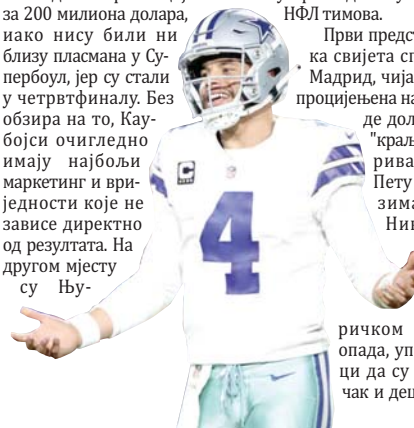 за 200 милиона долара,
иако нису били ни
близу пласмана у Су-
пербоул, јер су стали
у четвртфиналу. Без
обзира на то, Кау-
бојси очигледно
имају најбољи
маркетинг и ври-
једности које не
зависе директно
од резултата. На
другом мјесту
су Њу-
НФЛ тимова.
Први предст
ка свијета сп
Мадрид, чија
процијењена на
де дол
"краљ
рива
Пету
зима
Ни
ричком
опада, уп
ци да су
чак и дец
C
4